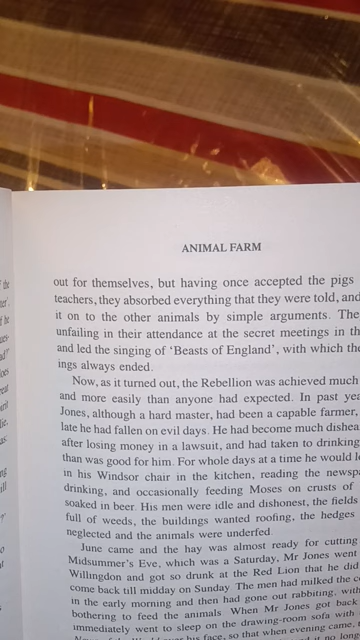 ANIMAL FARM
out for themselves, but having once accepted the pigs
teachers, they absorbed everything that they were told, and
it on to the other animals by simple arguments. The
unfailing in their attendance at the secret meetings in th
and led the singing of ‘Beasts of England’, with which the
ings always ended.
Now, as it turned out, the Rebellion was achieved much
and more easily than anyone had expected. In past yea
Jones, although a hard master, had been a capable farmer,
late he had fallen on evil days. He had become much dishea
after losing money in a lawsuit, and had taken to drinking
than was good for him. For whole days at a time he would l
in his Windsor chair in the kitchen, reading the newspa
drinking, and occasionally feeding Moses on crusts of
soaked in beer. His men were idle and dishonest, the fields
full of weeds, the buildings wanted roofing, the hedges
neglected and the animals were underfed.
June came and the hay was almost ready for cutting
Midsummer's Eve, which was a Saturday, Mr Jones went
Willingdon and got so drunk at the Red Lion that he did
come back till midday on Sunday. The men had milked the c
in the early morning and then had gone out rabbiting, with
bothering to feed the animals. When Mr Jones got back
immediately went to sleep on the drawing-room sofa with
over his face, so that when evening came,